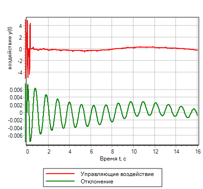 воздействие y(t)
4
2
0
-2
-4
0.006
0.004
0.002
0
-0.002
-0.004
-0.006
0 2 4 6 8 10 12 14 16
Время t, с
Управляющее воздействие
Отклонение